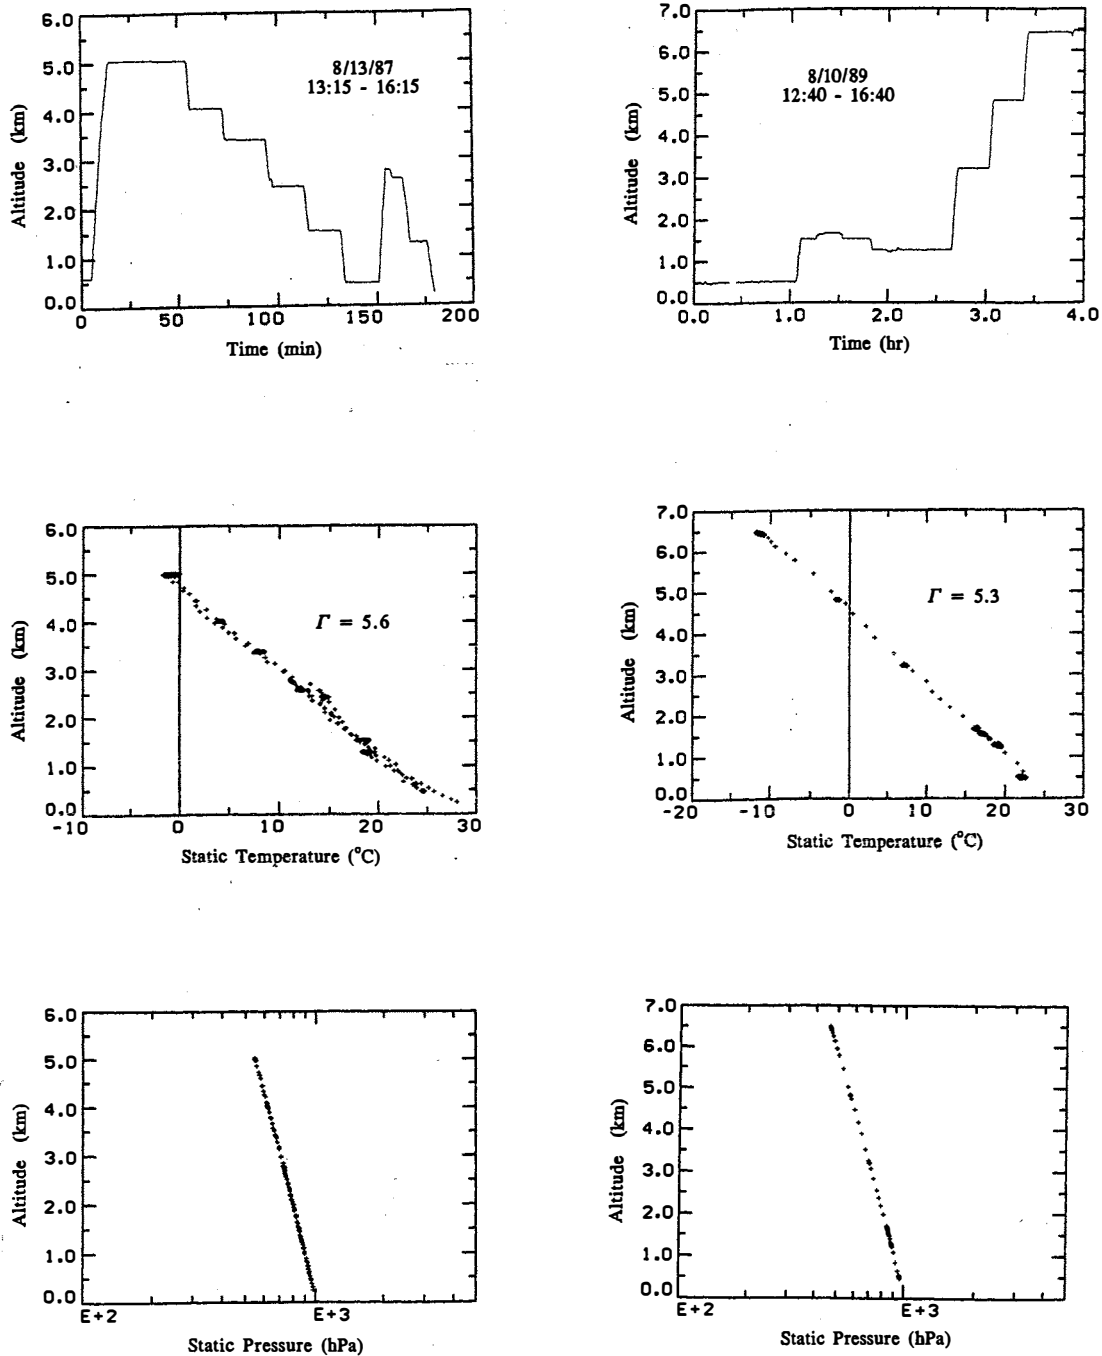 6.0
5.0
4.0
3.0
2.0
1.0
0.0
Altitude (km)
8/13/87
13:15 - 16:15
0 50 100 150 200
Time (min)
7.0
6.0
5.0
4.0
3.0
2.0
1.0
0.0
Altitude (km)
8/10/89
12:40 - 16:40
0.0 1.0 2.0 3.0 4.0
Time (hr)
6.0
5.0
4.0
3.0
2.0
1.0
0.0
Altitude (km)
Γ = 5.6
-10 0 10 20 30
Static Temperature (°C)
7.0
6.0
5.0
4.0
3.0
2.0
1.0
0.0
Altitude (km)
Γ = 5.3
-20 -10 0 10 20 30
Static Temperature (°C)
6.0
5.0
4.0
3.0
2.0
1.0
0.0
Altitude (km)
E+2 E+3
Static Pressure (hPa)
7.0
6.0
5.0
4.0
3.0
2.0
1.0
0.0
Altitude (km)
E+2 E+3
Static Pressure (hPa)